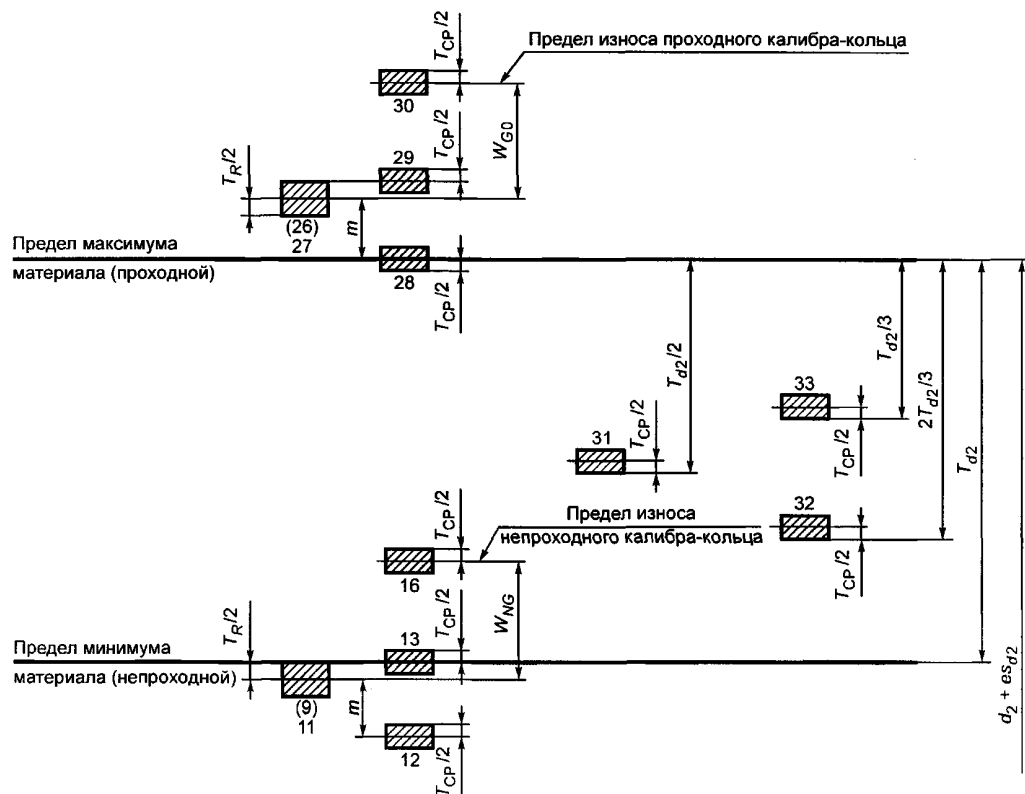 T_CP/2
Предел износа проходного калибра-кольца
30
W_G0
T_CP/2
29
T_R/2
(26)
27
m
Предел максимума
материала (проходной)
28
T_CP/2
T_d2/2
T_d2/3
2T_d2/3
33
T_CP/2
T_d2
31
T_CP/2
T_CP/2
Предел износа
непроходного калибра-кольца
32
T_CP/2
16
W_NG
T_CP/2
13
T_R/2
Предел минимума
материала (непроходной)
(9)
11
m
12
T_CP/2
d_2 + es_d2